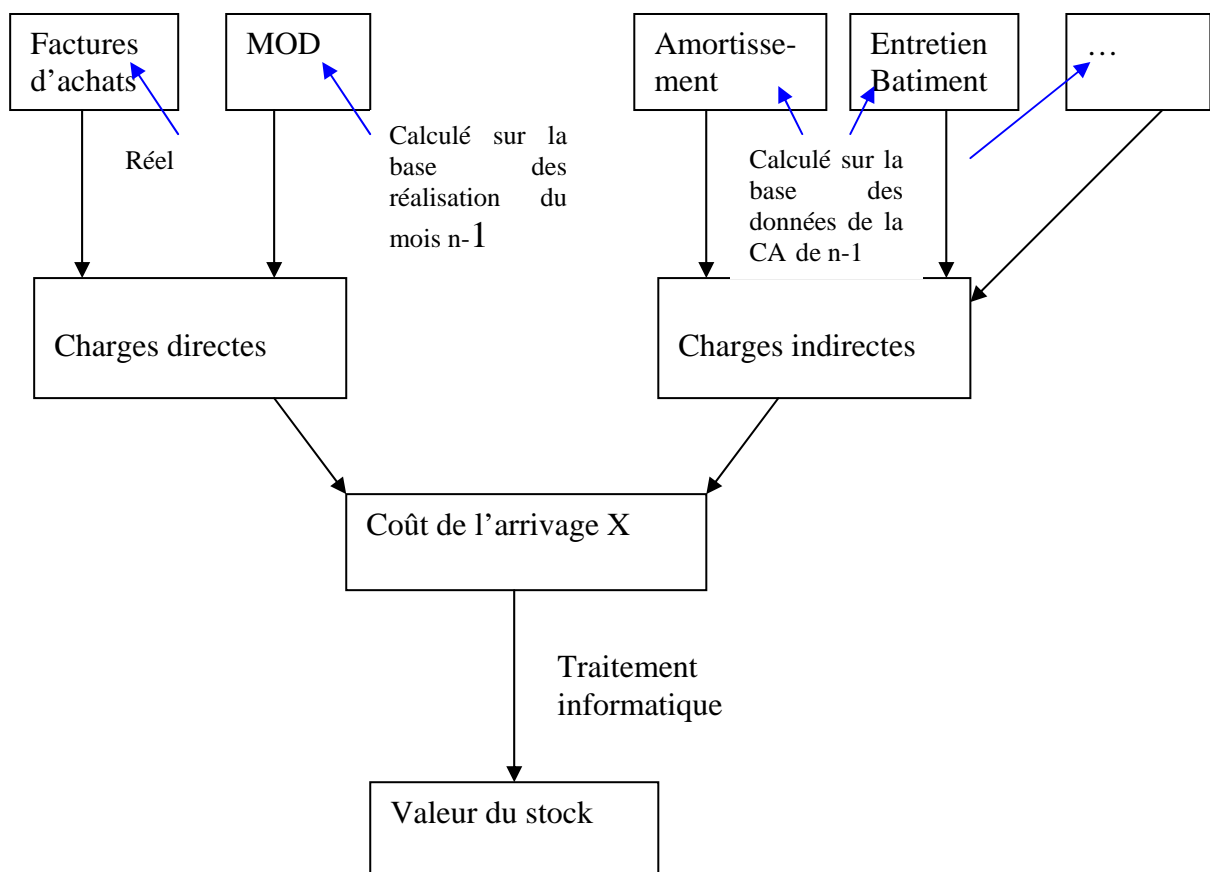 Factures
d’achats
MOD
Amortisse-
ment
Entretien
Batiment
…
Réel
Calculé sur la
base des
réalisation du
mois n-1
Calculé sur la
base des
données de la
CA de n-1
Charges directes
Charges indirectes
Coût de l’arrivage X
Traitement
informatique
Valeur du stock